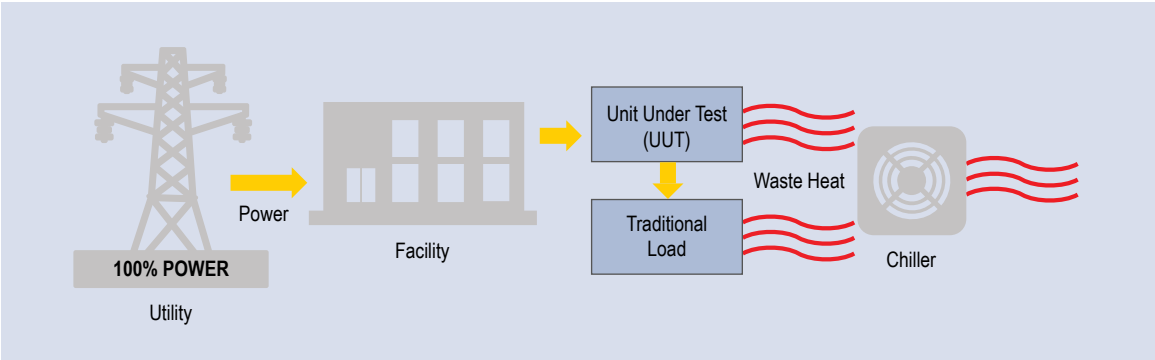 100% POWER
Utility
Power
Facility
Unit Under Test
(UUT)
Traditional
Load
Waste Heat
Chiller